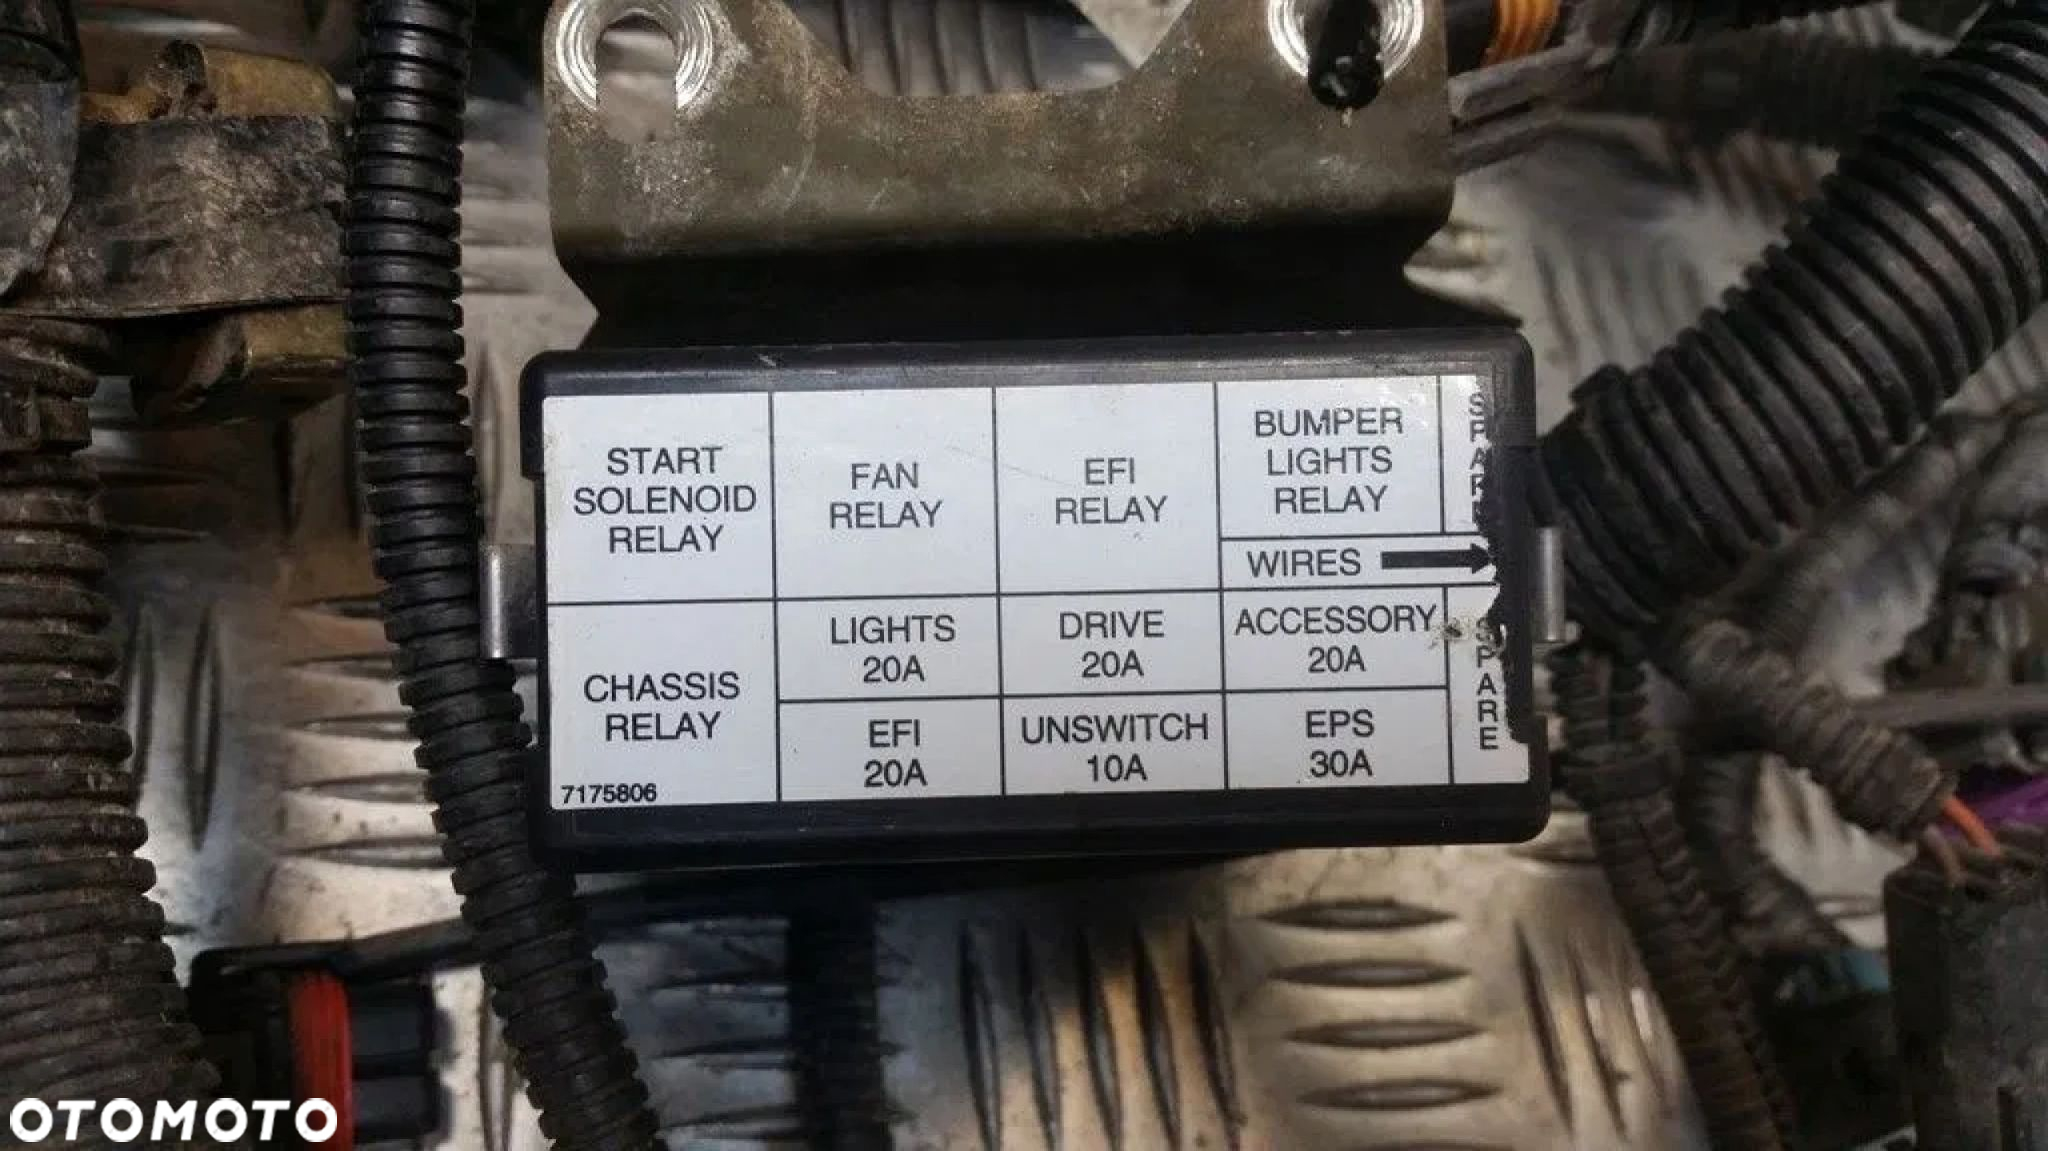 START
SOLENOID
RELAY
FAN
RELAY
EFI
RELAY
BUMPER
LIGHTS
RELAY
SPARE
WIRES
CHASSIS
RELAY
7175806
LIGHTS
20A
DRIVE
20A
ACCESSORY
20A
EFI
20A
UNSWITCH
10A
EPS
30A
SPARE
OTOMOTO